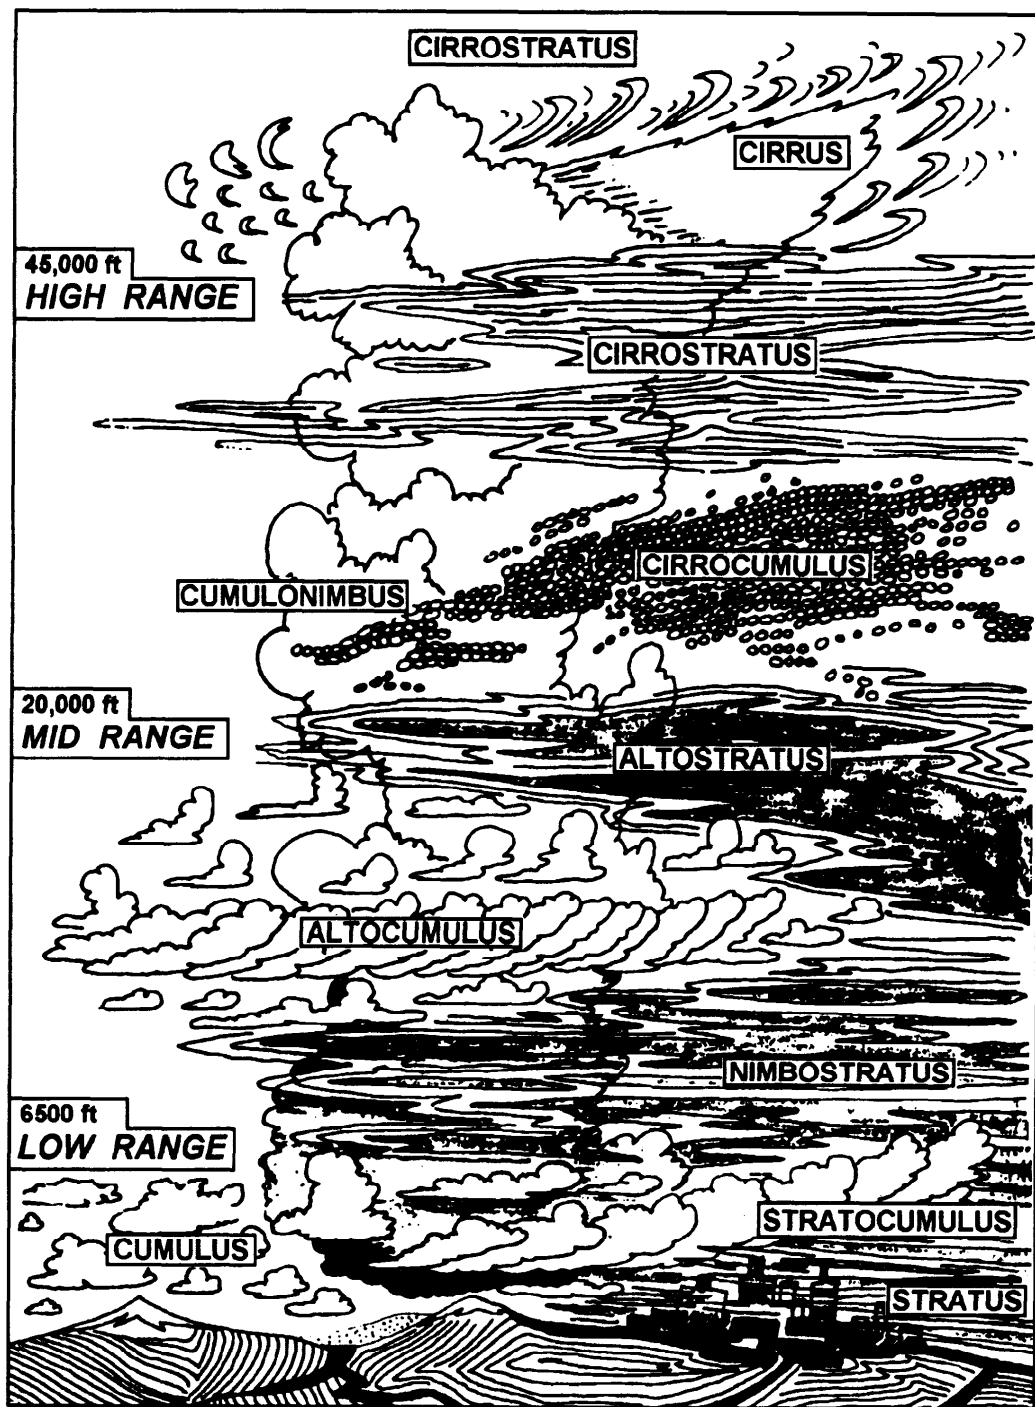 CIRROSTRATUS
CIRRUS
45,000 ft
HIGH RANGE
CIRROSTRATUS
CIRROCUMULUS
CUMULONIMBUS
20,000 ft
MID RANGE
ALTOSTRATUS
ALTOCUMULUS
NIMBOSTRATUS
6500 ft
LOW RANGE
STRATOCUMULUS
CUMULUS
STRATUS